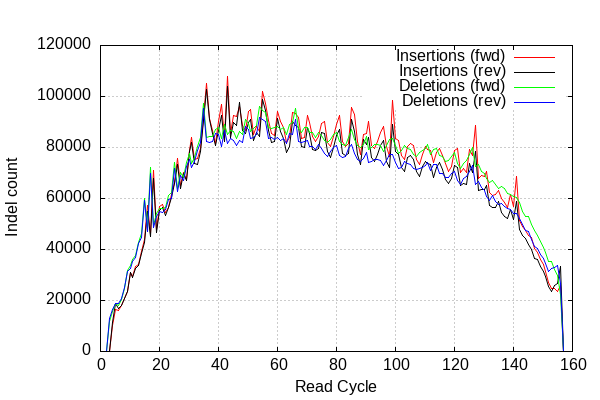 120000
100000
80000
60000
40000
20000
0
Indel count
Insertions (fwd)
Insertions (rev)
Deletions (fwd)
Deletions (rev)
0 20 40 60 80 100 120 140 160
Read Cycle